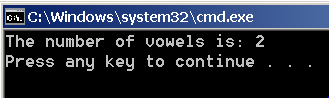 C:\Windows\system32\cmd.exe
The number of vowels is: 2
Press any key to continue . . .